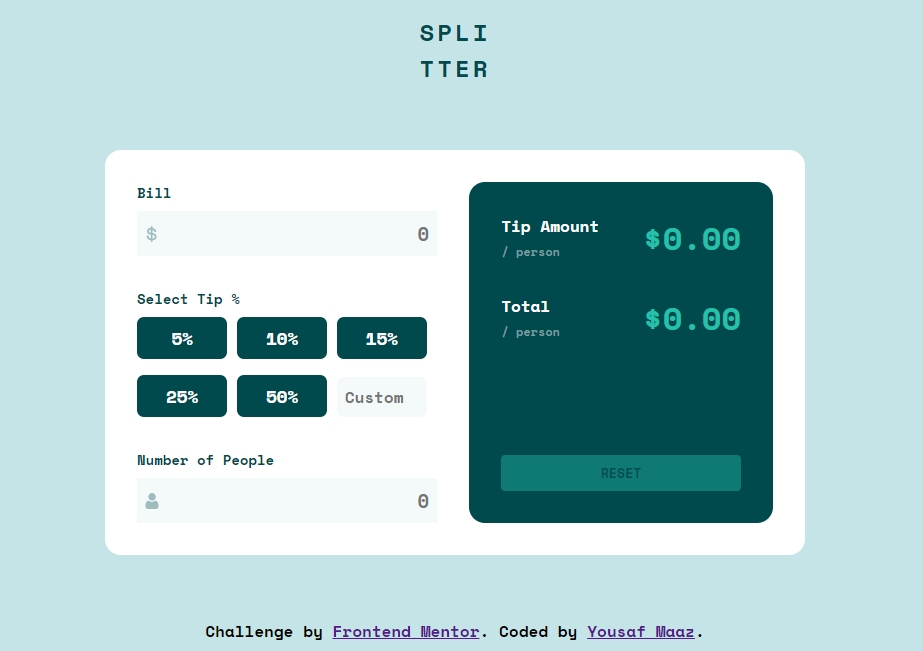 SPLI
TTER
Bill
$ 0
Select Tip %
5% 10% 15%
25% 50% Custom
Number of People
0
Tip Amount
/ person
$0.00
Total
/ person
$0.00
RESET
Challenge by Frontend Mentor. Coded by Yousaf Maaz.